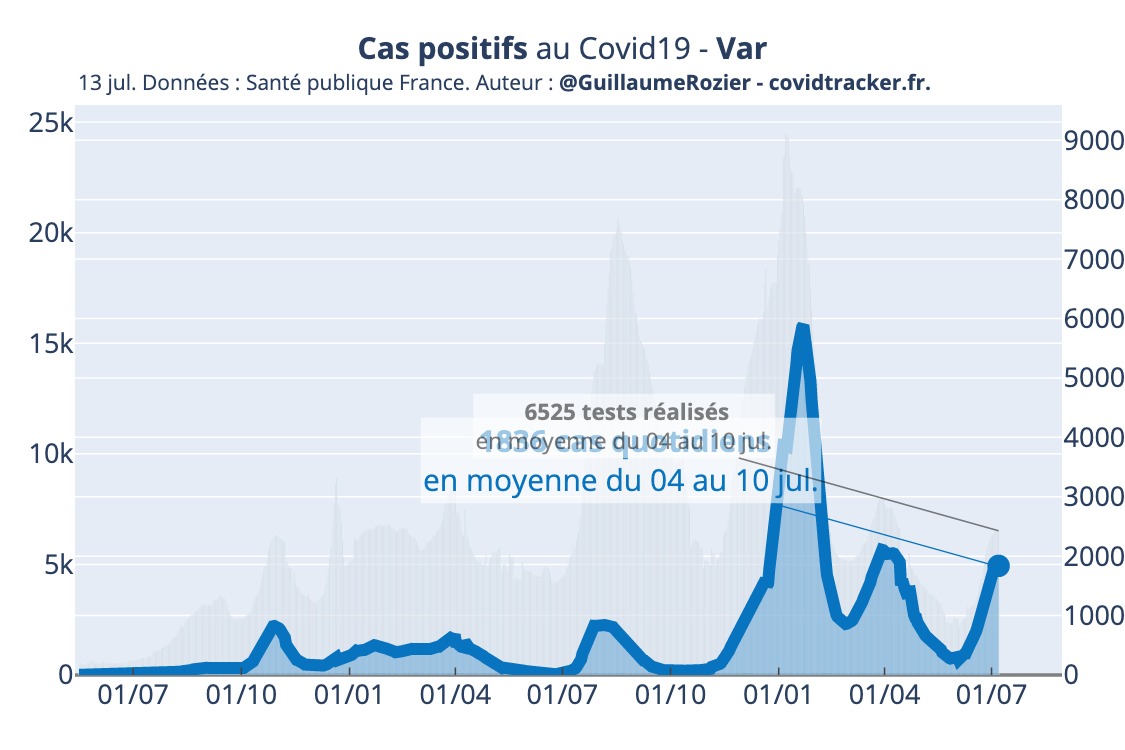 Cas positifs au Covid19 - Var
13 jul. Données : Santé publique France. Auteur : @GuillaumeRozier - covidtracker.fr.
25k
20k
15k
10k
5k
0
9000
8000
7000
6000
5000
4000
3000
2000
1000
0
6525 tests réalisés
en moyenne du 04 au 10 jul.
1836 cas quotidiens
en moyenne du 04 au 10 jul.
01/07 01/10 01/01 01/04 01/07 01/10 01/01 01/04 01/07